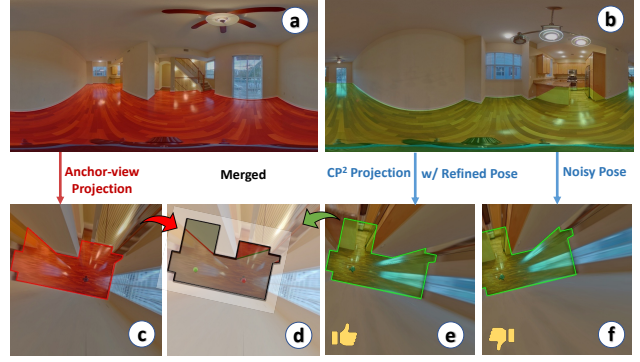 a
b
Anchor-view
Projection
Merged
CP² Projection
w/ Refined Pose
Noisy Pose
c
d
e
f